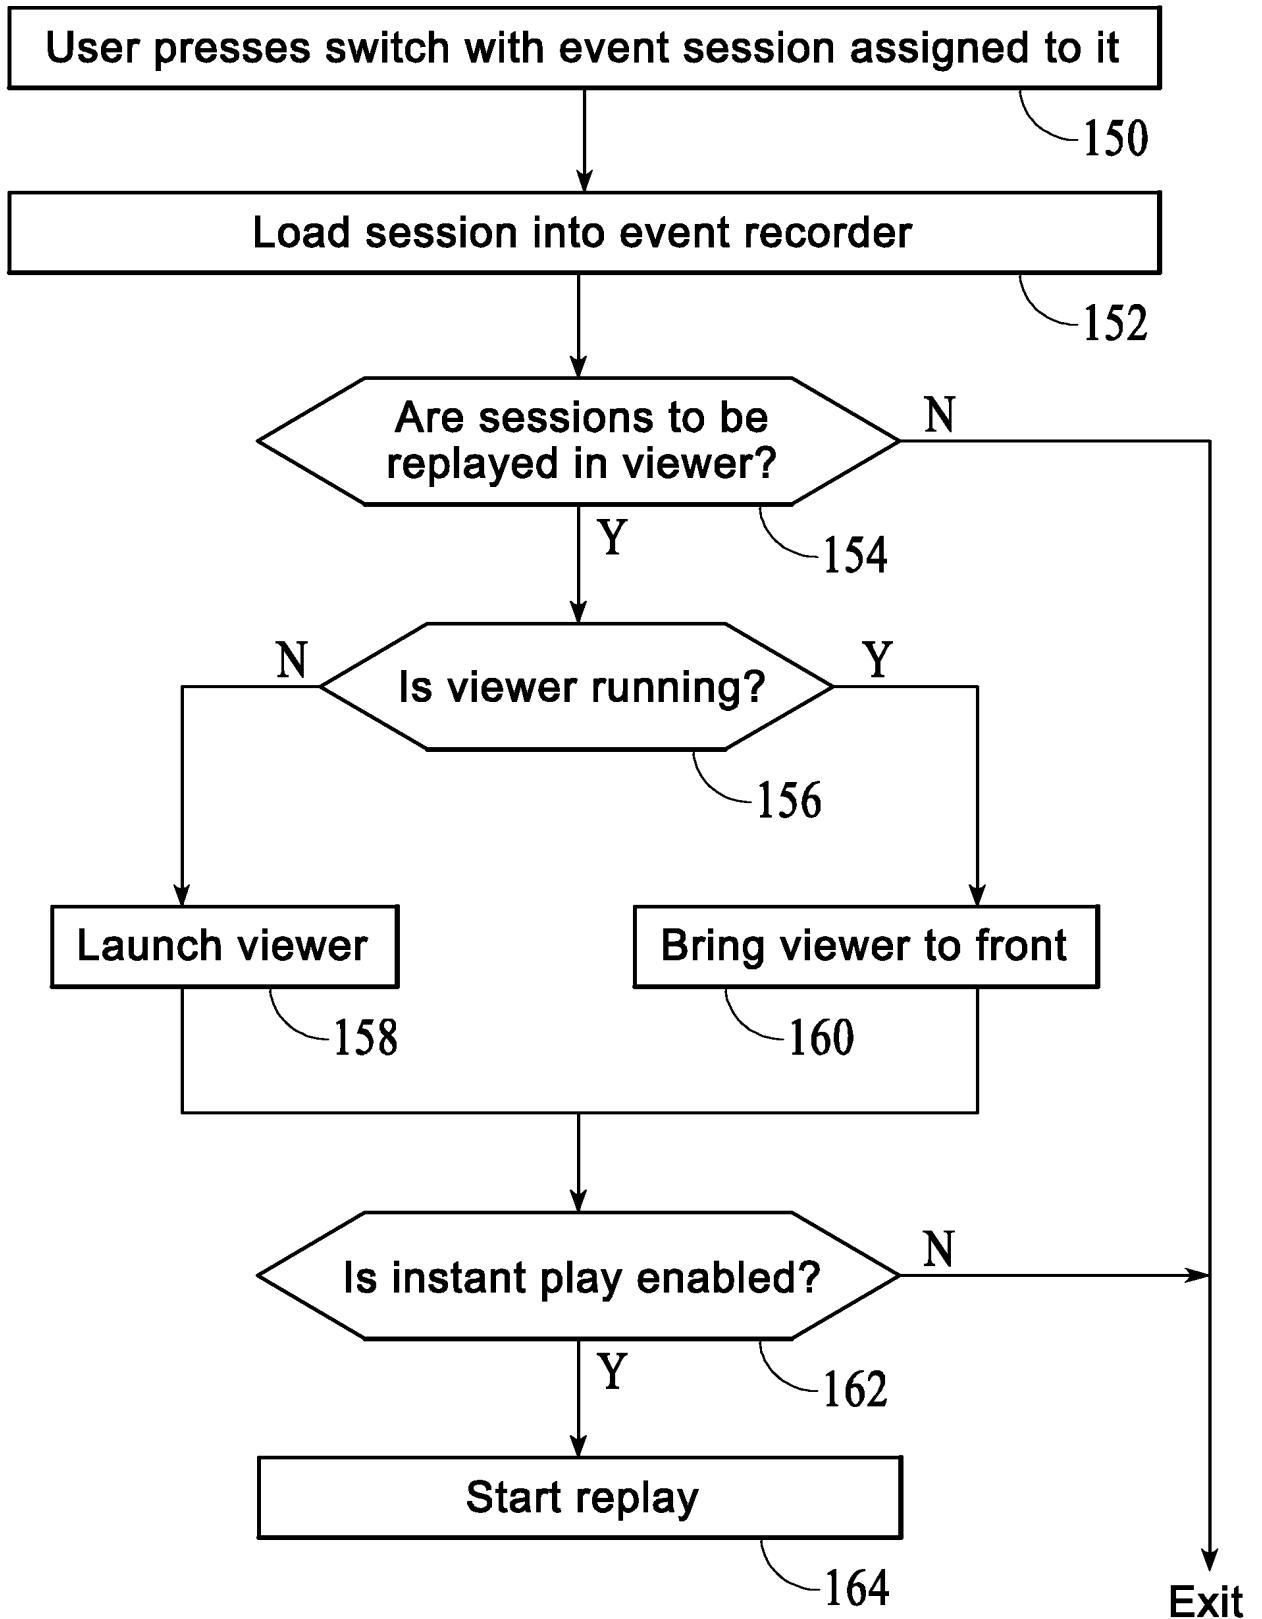 User presses switch with event session assigned to it
150
Load session into event recorder
152
Are sessions to be
replayed in viewer?
N
Y
154
Is viewer running?
N
Y
156
Launch viewer
158
Bring viewer to front
160
Is instant play enabled?
N
Y
162
Start replay
164
Exit